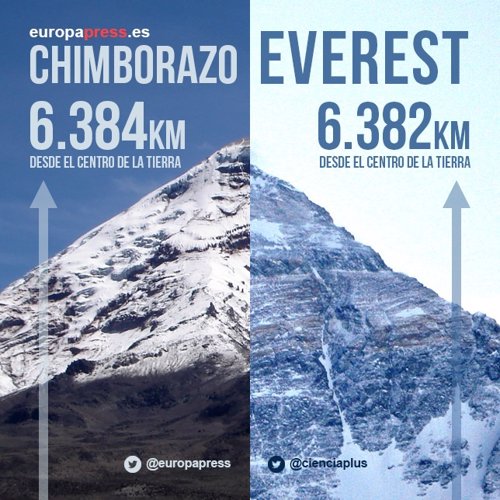 europapress.es
CHIMBORAZO
6.384KM
DESDE EL CENTRO DE LA TIERRA
EVEREST
6.382KM
DESDE EL CENTRO DE LA TIERRA
@europapress
@cienciaplus